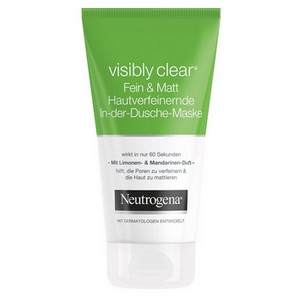 visibly clear®
Fein & Matt
Hautverfeinernde
In-der-Dusche-Maske
wirkt in nur 60 Sekunden
- Mit Limonen- & Mandarinen-Duft -
hilft, die Poren zu verfeinern &
die Haut zu mattieren
Neutrogena®
MIT DERMATOLOGEN ENTWICKELT